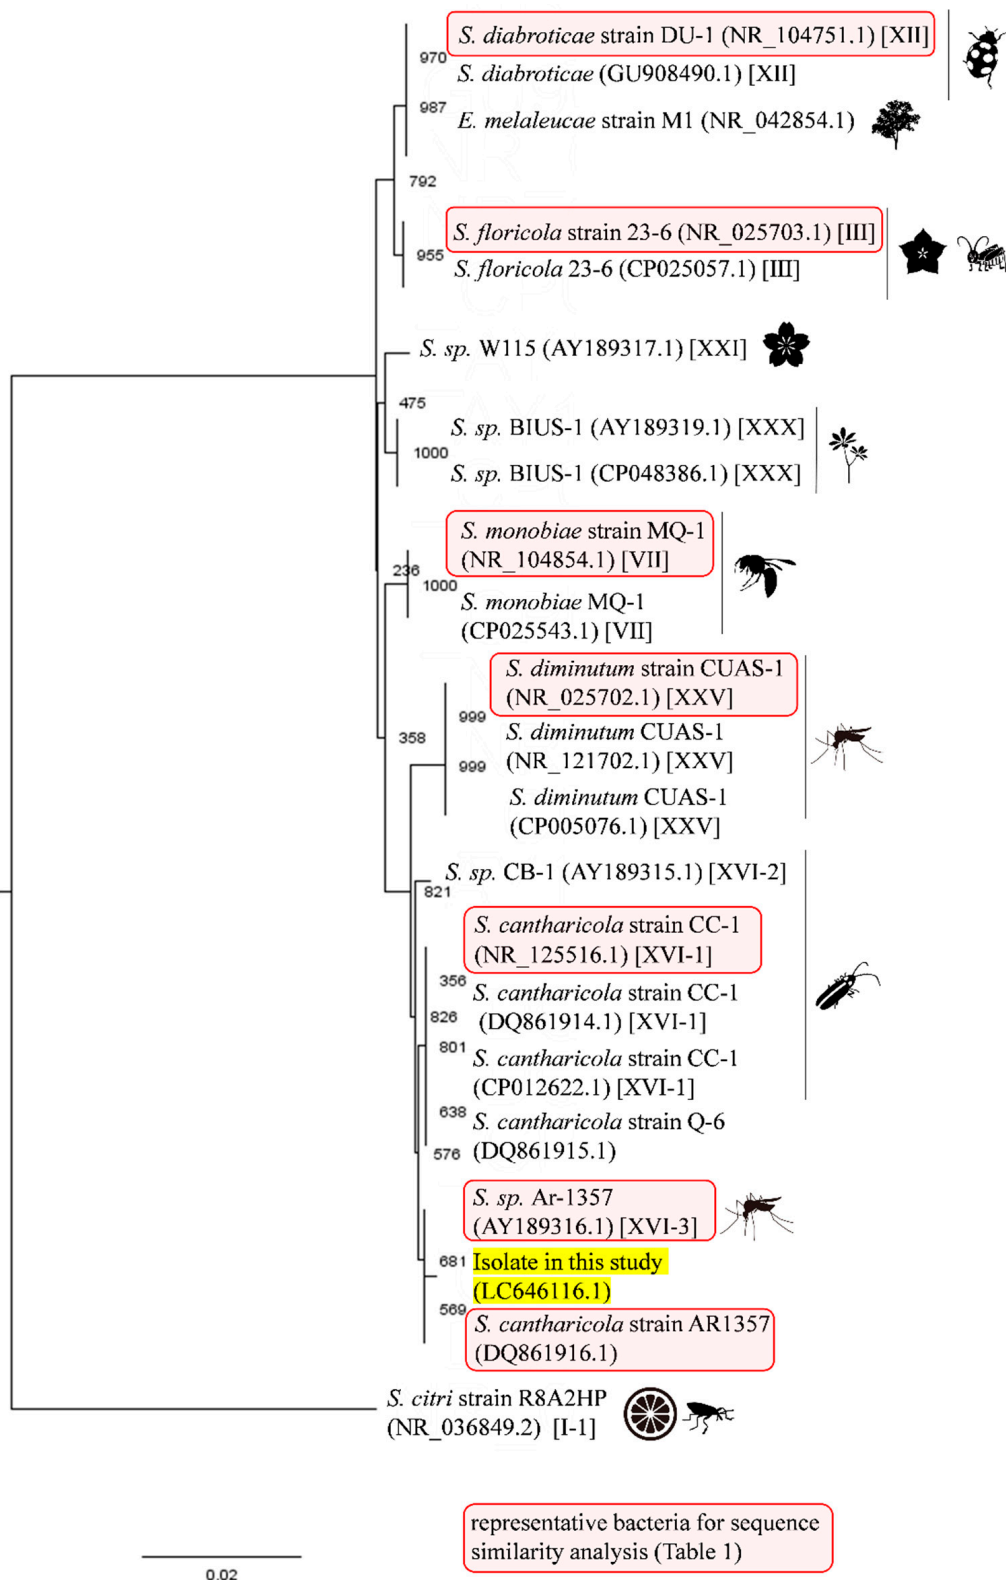 S. diabroticae strain DU-1 (NR_104751.1) [XII]
970
S. diabroticae (GU908490.1) [XII]
987
E. melaleucae strain M1 (NR_042854.1)
792
S. floricola strain 23-6 (NR_025703.1) [III]
955
S. floricola 23-6 (CP025057.1) [III]
S. sp. W115 (AY189317.1) [XXI]
475
S. sp. BIUS-1 (AY189319.1) [XXX]
1000
S. sp. BIUS-1 (CP048386.1) [XXX]
S. monobiae strain MQ-1
(NR_104854.1) [VII]
236
1000
S. monobiae MQ-1
(CP025543.1) [VII]
S. diminutum strain CUAS-1
(NR_025702.1) [XXV]
999
S. diminutum CUAS-1
(NR_121702.1) [XXV]
358
999
S. diminutum CUAS-1
(CP005076.1) [XXV]
S. sp. CB-1 (AY189315.1) [XVI-2]
821
S. cantharicola strain CC-1
(NR_125516.1) [XVI-1]
356
S. cantharicola strain CC-1
(DQ861914.1) [XVI-1]
826
801
S. cantharicola strain CC-1
(CP012622.1) [XVI-1]
638
S. cantharicola strain Q-6
(DQ861915.1)
576
S. sp. Ar-1357
(AY189316.1) [XVI-3]
681
Isolate in this study
(LC646116.1)
569
S. cantharicola strain AR1357
(DQ861916.1)
S. citri strain R8A2HP
(NR_036849.2) [I-1]
representative bacteria for sequence
similarity analysis (Table 1)
0.02